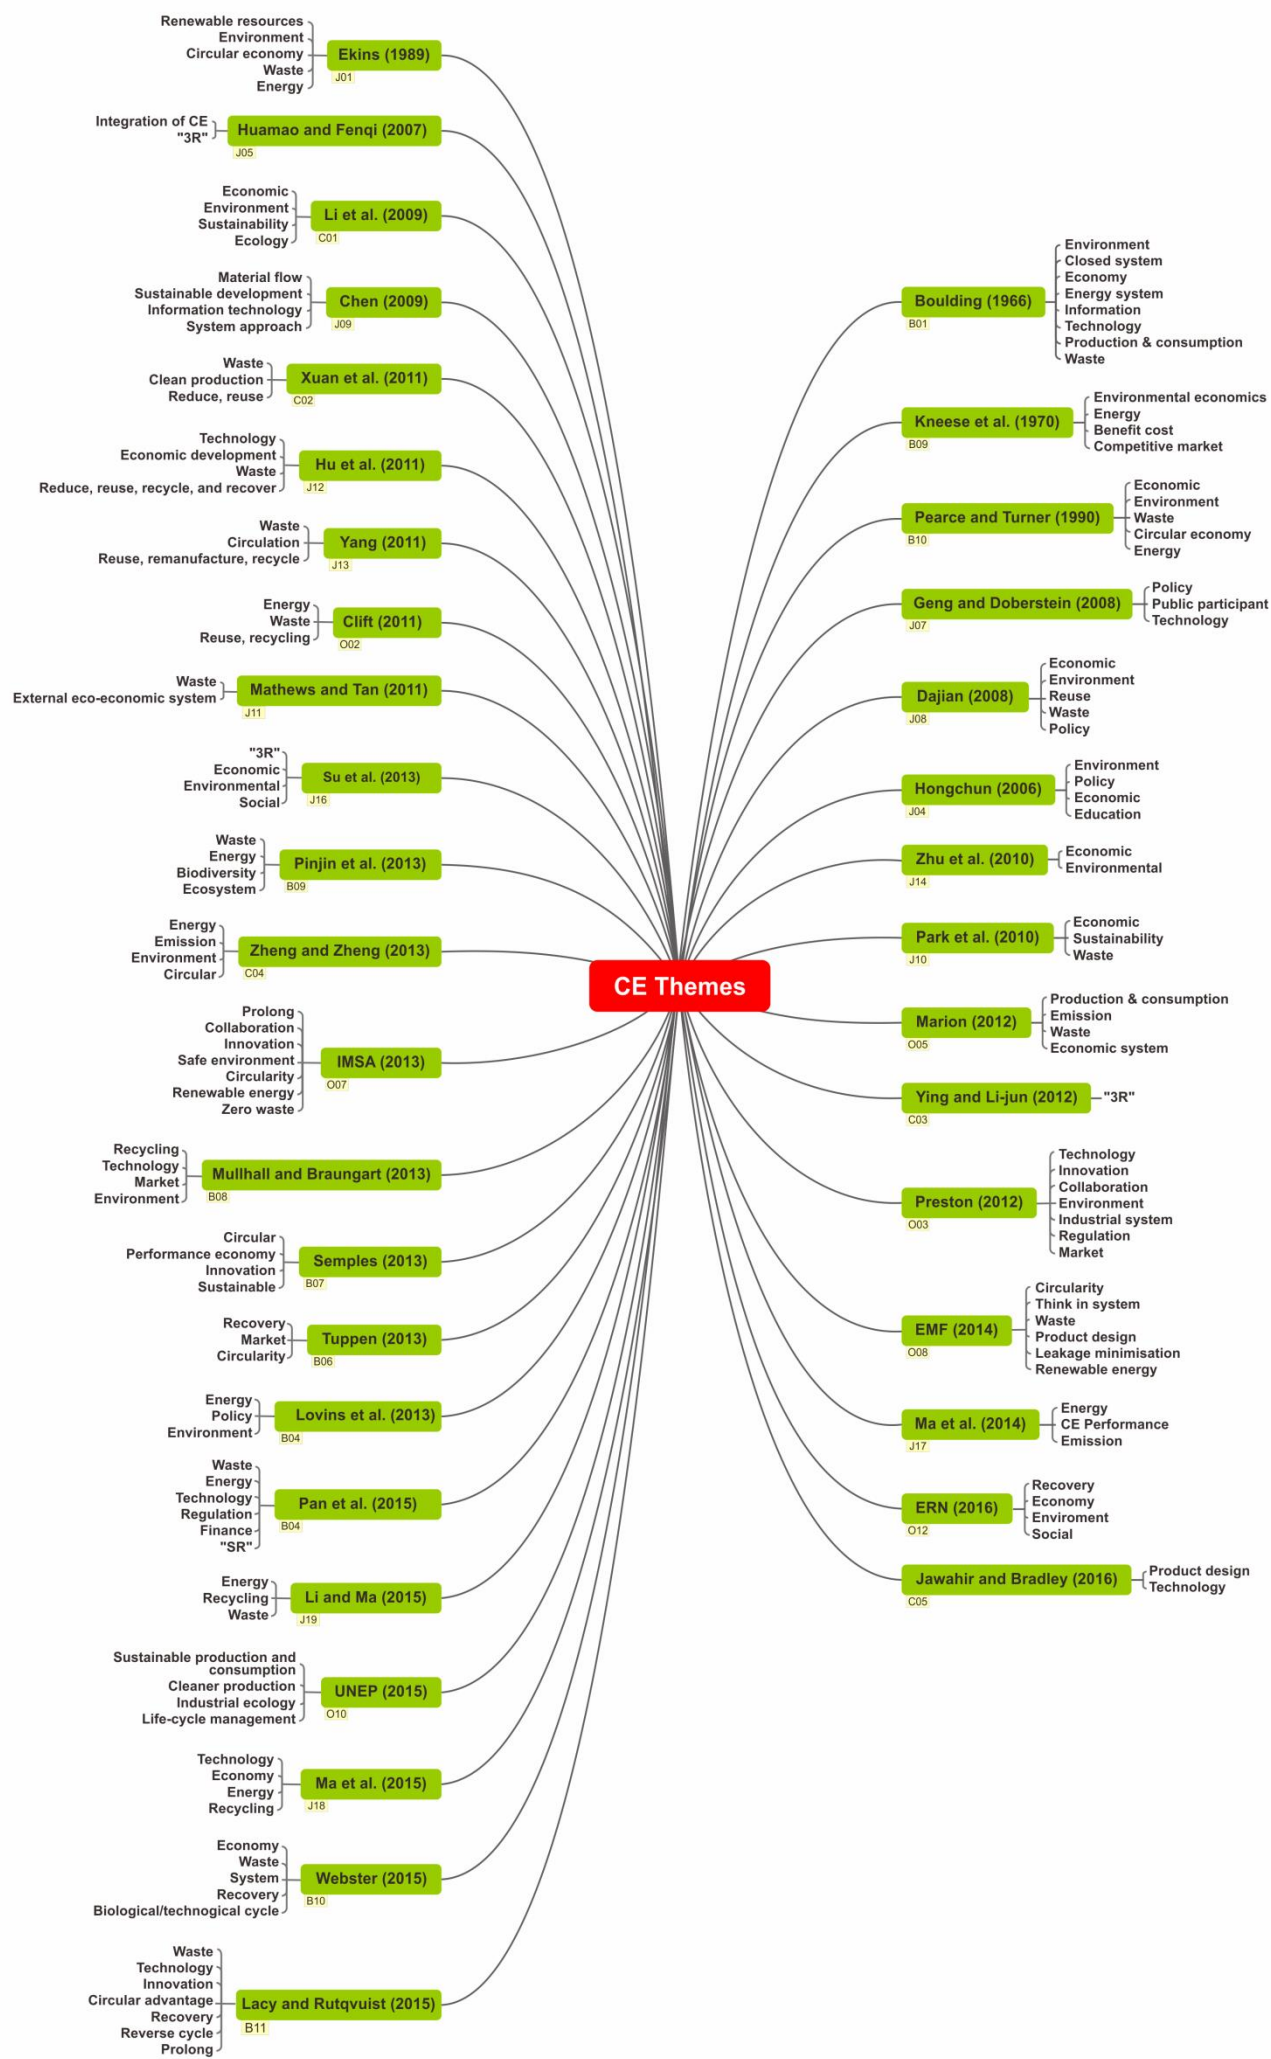 Renewable resources
Environment
Circular economy
Waste
Energy
Ekins (1989)
J01
Integration of CE
"3R"
Huamao and Fenqi (2007)
J05
Economic
Environment
Sustainability
Ecology
Li et al. (2009)
C01
Material flow
Sustainable development
Information technology
System approach
Chen (2009)
J09
Waste
Clean production
Reduce, reuse
Xuan et al. (2011)
C02
Technology
Economic development
Waste
Reduce, reuse, recycle, and recover
Hu et al. (2011)
J12
Waste
Circulation
Reuse, remanufacture, recycle
Yang (2011)
J13
Energy
Waste
Reuse, recycling
Clift (2011)
O02
Waste
External eco-economic system
Mathews and Tan (2011)
J11
"3R"
Economic
Environmental
Social
Su et al. (2013)
J16
Waste
Energy
Biodiversity
Ecosystem
Pinjin et al. (2013)
B09
Energy
Emission
Environment
Circular
Zheng and Zheng (2013)
C04
Prolong
Collaboration
Innovation
Safe environment
Circularity
Renewable energy
Zero waste
IMSA (2013)
O07
Recycling
Technology
Market
Environment
Mullhall and Braungart (2013)
B08
Circular
Performance economy
Innovation
Sustainable
Semples (2013)
B07
Recovery
Market
Circularity
Tuppen (2013)
B06
Energy
Policy
Environment
Lovins et al. (2013)
B04
Waste
Energy
Technology
Regulation
Finance
"SR"
Pan et al. (2015)
B04
Energy
Recycling
Waste
Li and Ma (2015)
J19
Sustainable production and
consumption
Cleaner production
Industrial ecology
Life-cycle management
UNEP (2015)
O10
Technology
Economy
Energy
Recycling
Ma et al. (2015)
J18
Economy
Waste
System
Recovery
Biological/technogical cycle
Webster (2015)
B10
Waste
Technology
Innovation
Circular advantage
Recovery
Reverse cycle
Prolong
Lacy and Rutqvuist (2015)
B11
CE Themes
Boulding (1966)
B01
Environment
Closed system
Economy
Energy system
Information
Technology
Production & consumption
Waste
Kneese et al. (1970)
B09
Environmental economics
Energy
Benefit cost
Competitive market
Pearce and Turner (1990)
B10
Economic
Environment
Waste
Circular economy
Energy
Geng and Doberstein (2008)
J07
Policy
Public participant
Technology
Dajian (2008)
J08
Economic
Environment
Reuse
Waste
Policy
Hongchun (2006)
J04
Environment
Policy
Economic
Education
Zhu et al. (2010)
J14
Economic
Environmental
Park et al. (2010)
J10
Economic
Sustainability
Waste
Marion (2012)
O05
Production & consumption
Emission
Waste
Economic system
Ying and Li-jun (2012)
C03
"3R"
Preston (2012)
O03
Technology
Innovation
Collaboration
Environment
Industrial system
Regulation
Market
EMF (2014)
O08
Circularity
Think in system
Waste
Product design
Leakage minimisation
Renewable energy
Ma et al. (2014)
J17
Energy
CE Performance
Emission
ERN (2016)
O12
Recovery
Economy
Enviroment
Social
Jawahir and Bradley (2016)
C05
Product design
Technology